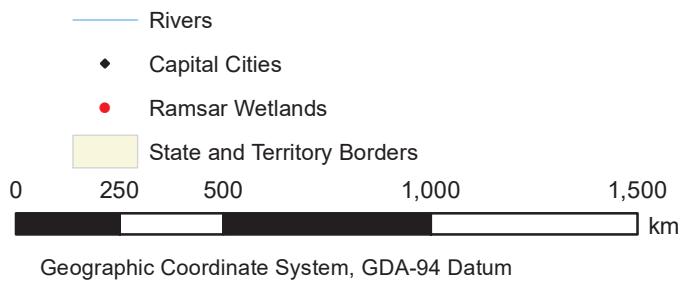 Rivers
Capital Cities
Ramsar Wetlands
State and Territory Borders
0 250 500 1,000 1,500
km
Geographic Coordinate System, GDA-94 Datum